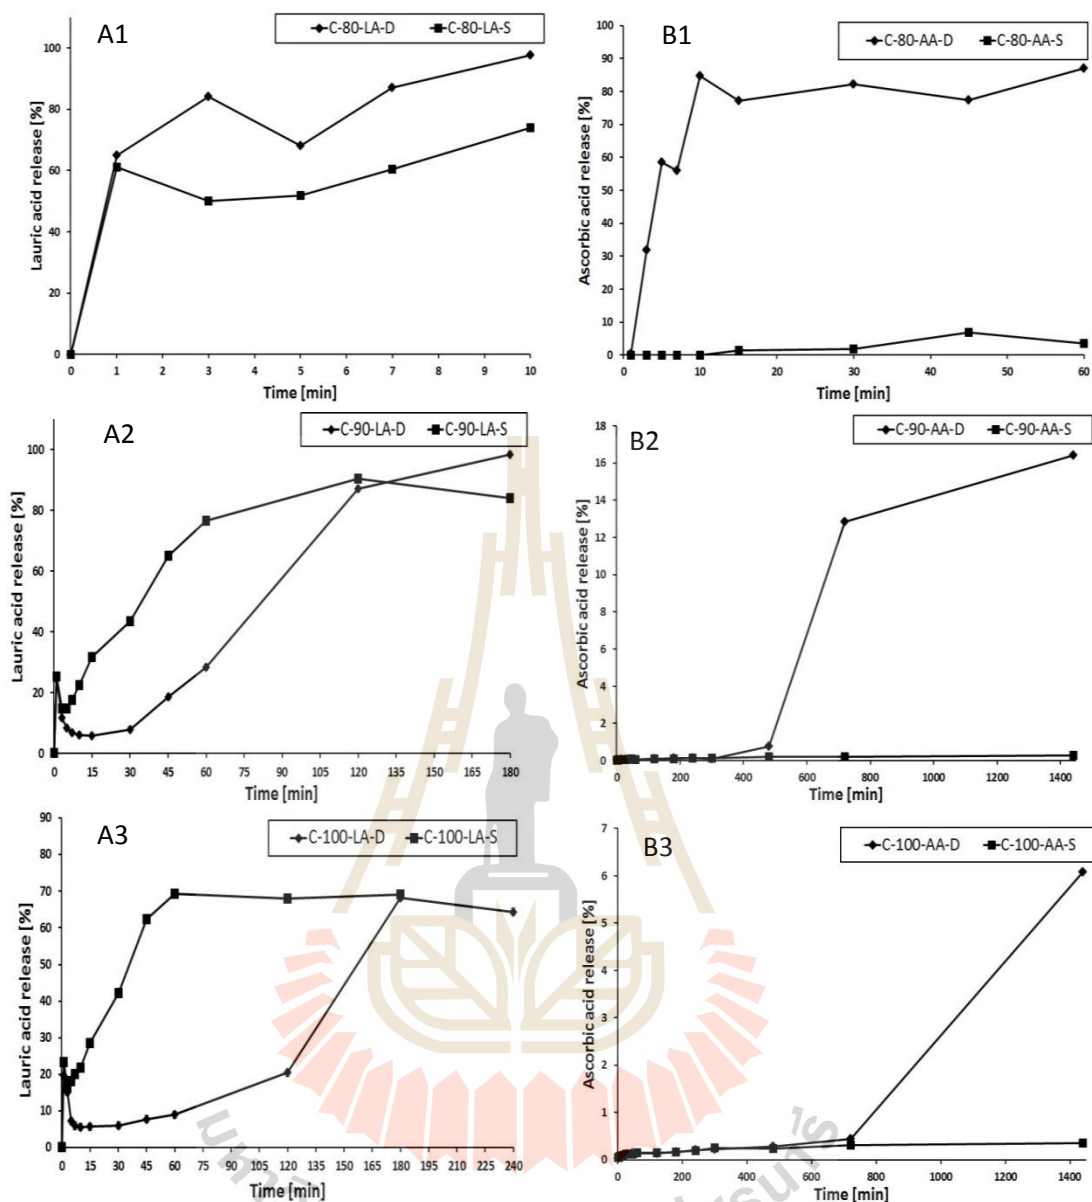 A1
C-80-LA-D C-80-LA-S
Lauric acid release [%]
100
80
60
40
20
0
0 1 3 5 7 9 10
Time [min]
B1
C-80-AA-D C-80-AA-S
Ascorbic acid release [%]
100
90
80
70
60
50
40
30
20
10
0
0 10 20 30 40 50 60
Time [min]
A2
C-90-LA-D C-90-LA-S
Lauric acid release [%]
100
80
60
40
20
0
0 15 30 45 60 75 90 105 120 135 150 165 180
Time [min]
B2
C-90-AA-D C-90-AA-S
Ascorbic acid release [%]
18
16
14
12
10
8
6
4
2
0
0 200 400 600 800 1000 1200 1400
Time [min]
A3
C-100-LA-D C-100-LA-S
Lauric acid release [%]
90
80
70
60
50
40
30
20
10
0
0 15 30 45 60 75 90 105 120 135 150 165 180 195 210 225 240
Time [min]
B3
C-100-AA-D C-100-AA-S
Ascorbic acid release [%]
7
6
5
4
3
2
1
0
0 200 400 600 800 1000 1200 1400
Time [min]